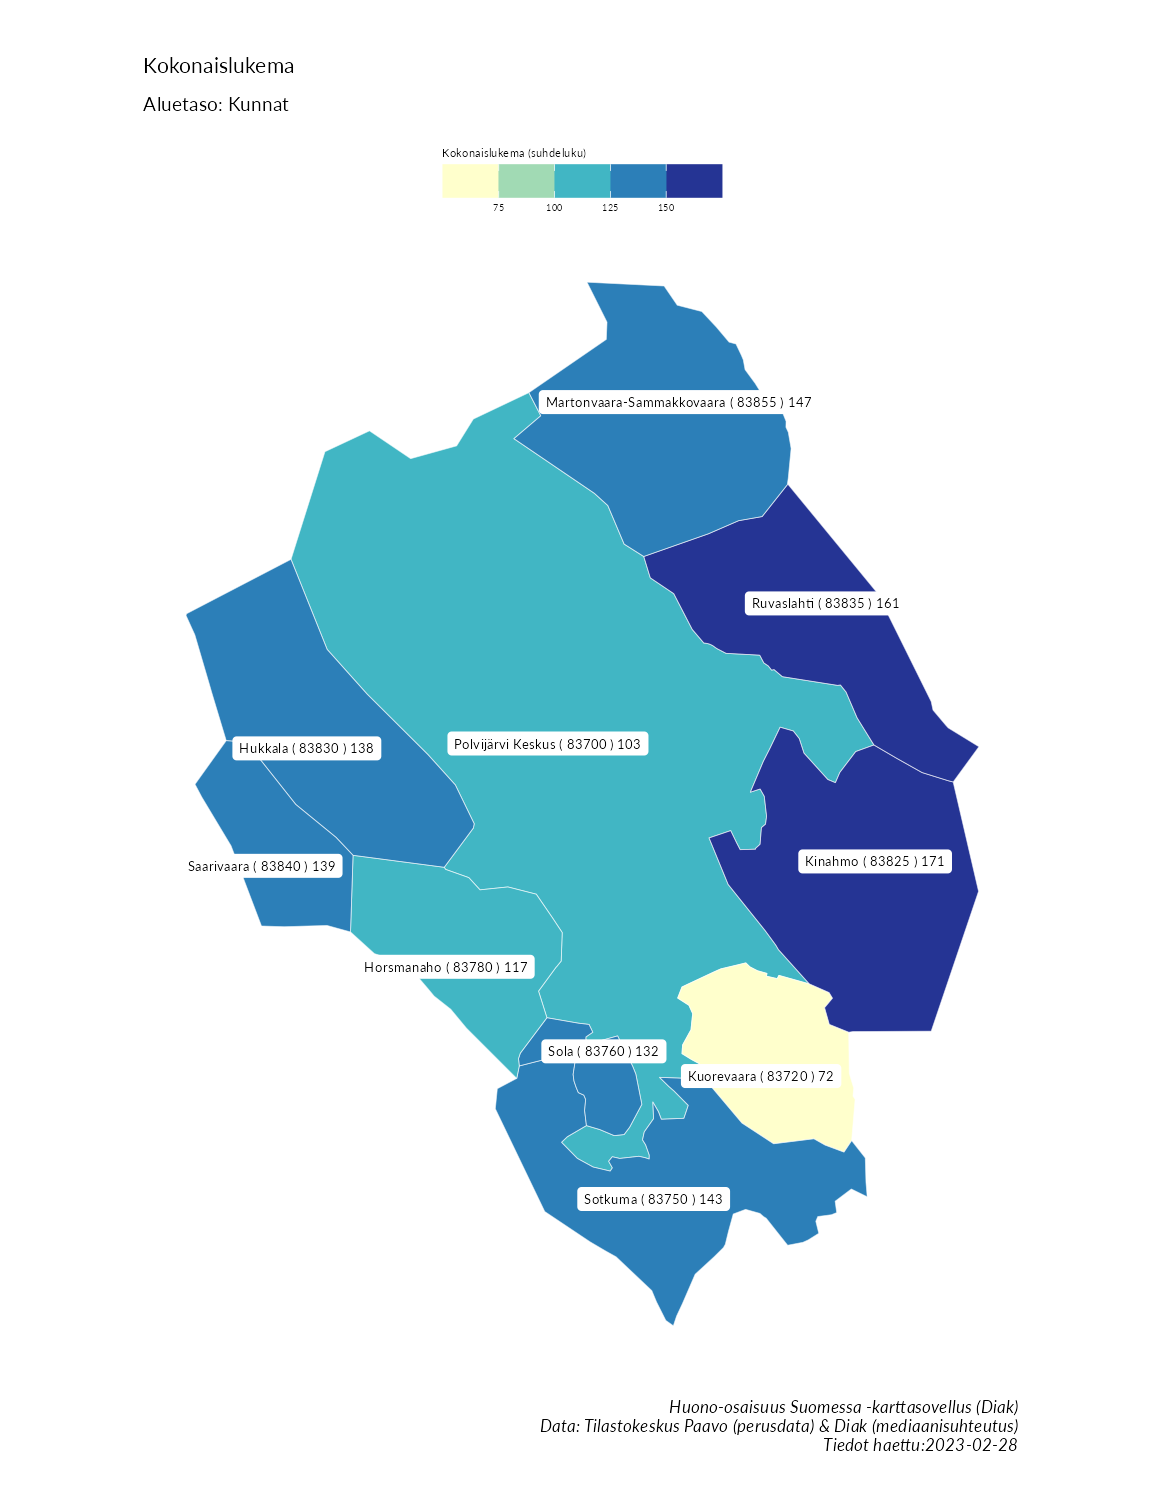 Kokonaislukema
Aluetaso: Kunnat
Kokonaislukema (suhdeluku)
75 100 125 150
Martonvaara-Sammakkovaara ( 83855 ) 147
Ruvaslahti ( 83835 ) 161
Polvijärvi Keskus ( 83700 ) 103
Hukkala ( 83830 ) 138
Kinahmo ( 83825 ) 171
Saarivaara ( 83840 ) 139
Horsmanaho ( 83780 ) 117
Sola ( 83760 ) 132
Kuorevaara ( 83720 ) 72
Sotkuma ( 83750 ) 143
Huono-osaisuus Suomessa -karttasovellus (Diak)
Data: Tilastokeskus Paavo (perusdata) & Diak (mediaanisuhteutus)
Tiedot haettu:2023-02-28